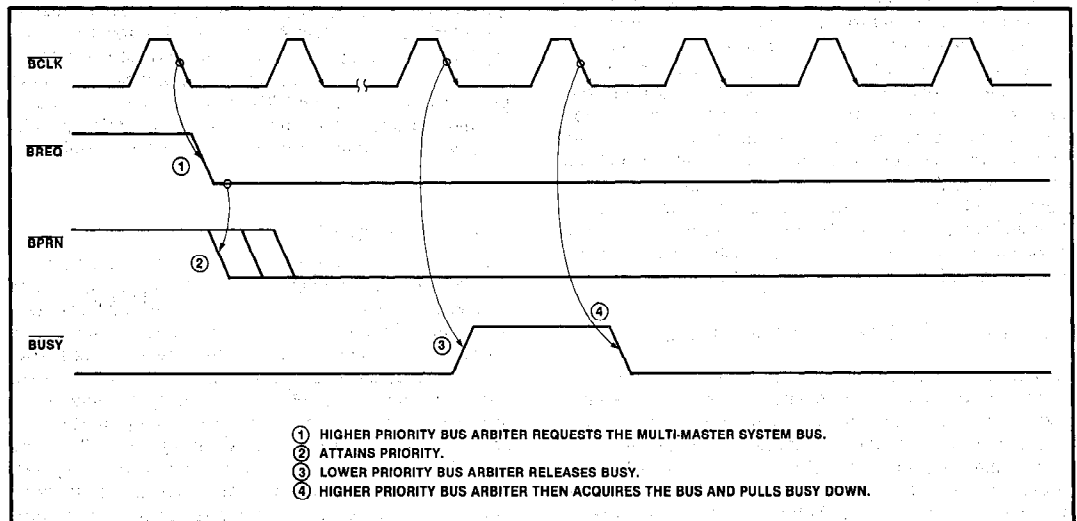 BCLK
BREQ
①
BPRN
②
④
BUSY
③
① HIGHER PRIORITY BUS ARBITER REQUESTS THE MULTI-MASTER SYSTEM BUS.
② ATTAINS PRIORITY.
③ LOWER PRIORITY BUS ARBITER RELEASES BUSY.
④ HIGHER PRIORITY BUS ARBITER THEN ACQUIRES THE BUS AND PULLS BUSY DOWN.